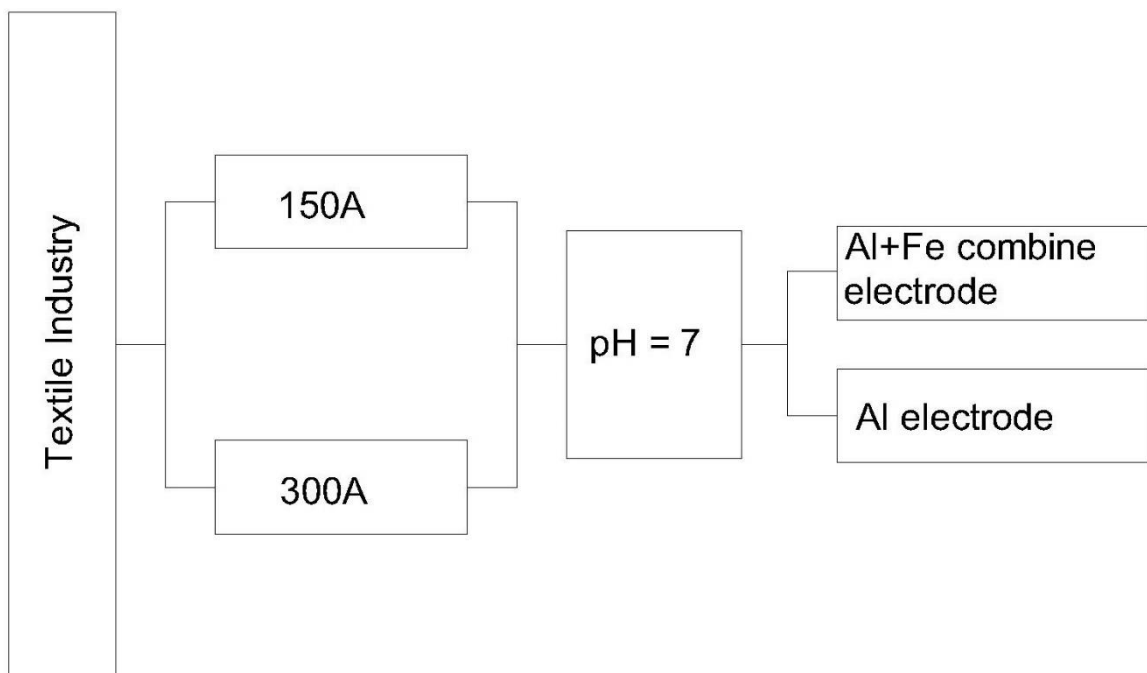 Textile Industry
150A
300A
pH = 7
Al+Fe combine
electrode
Al electrode